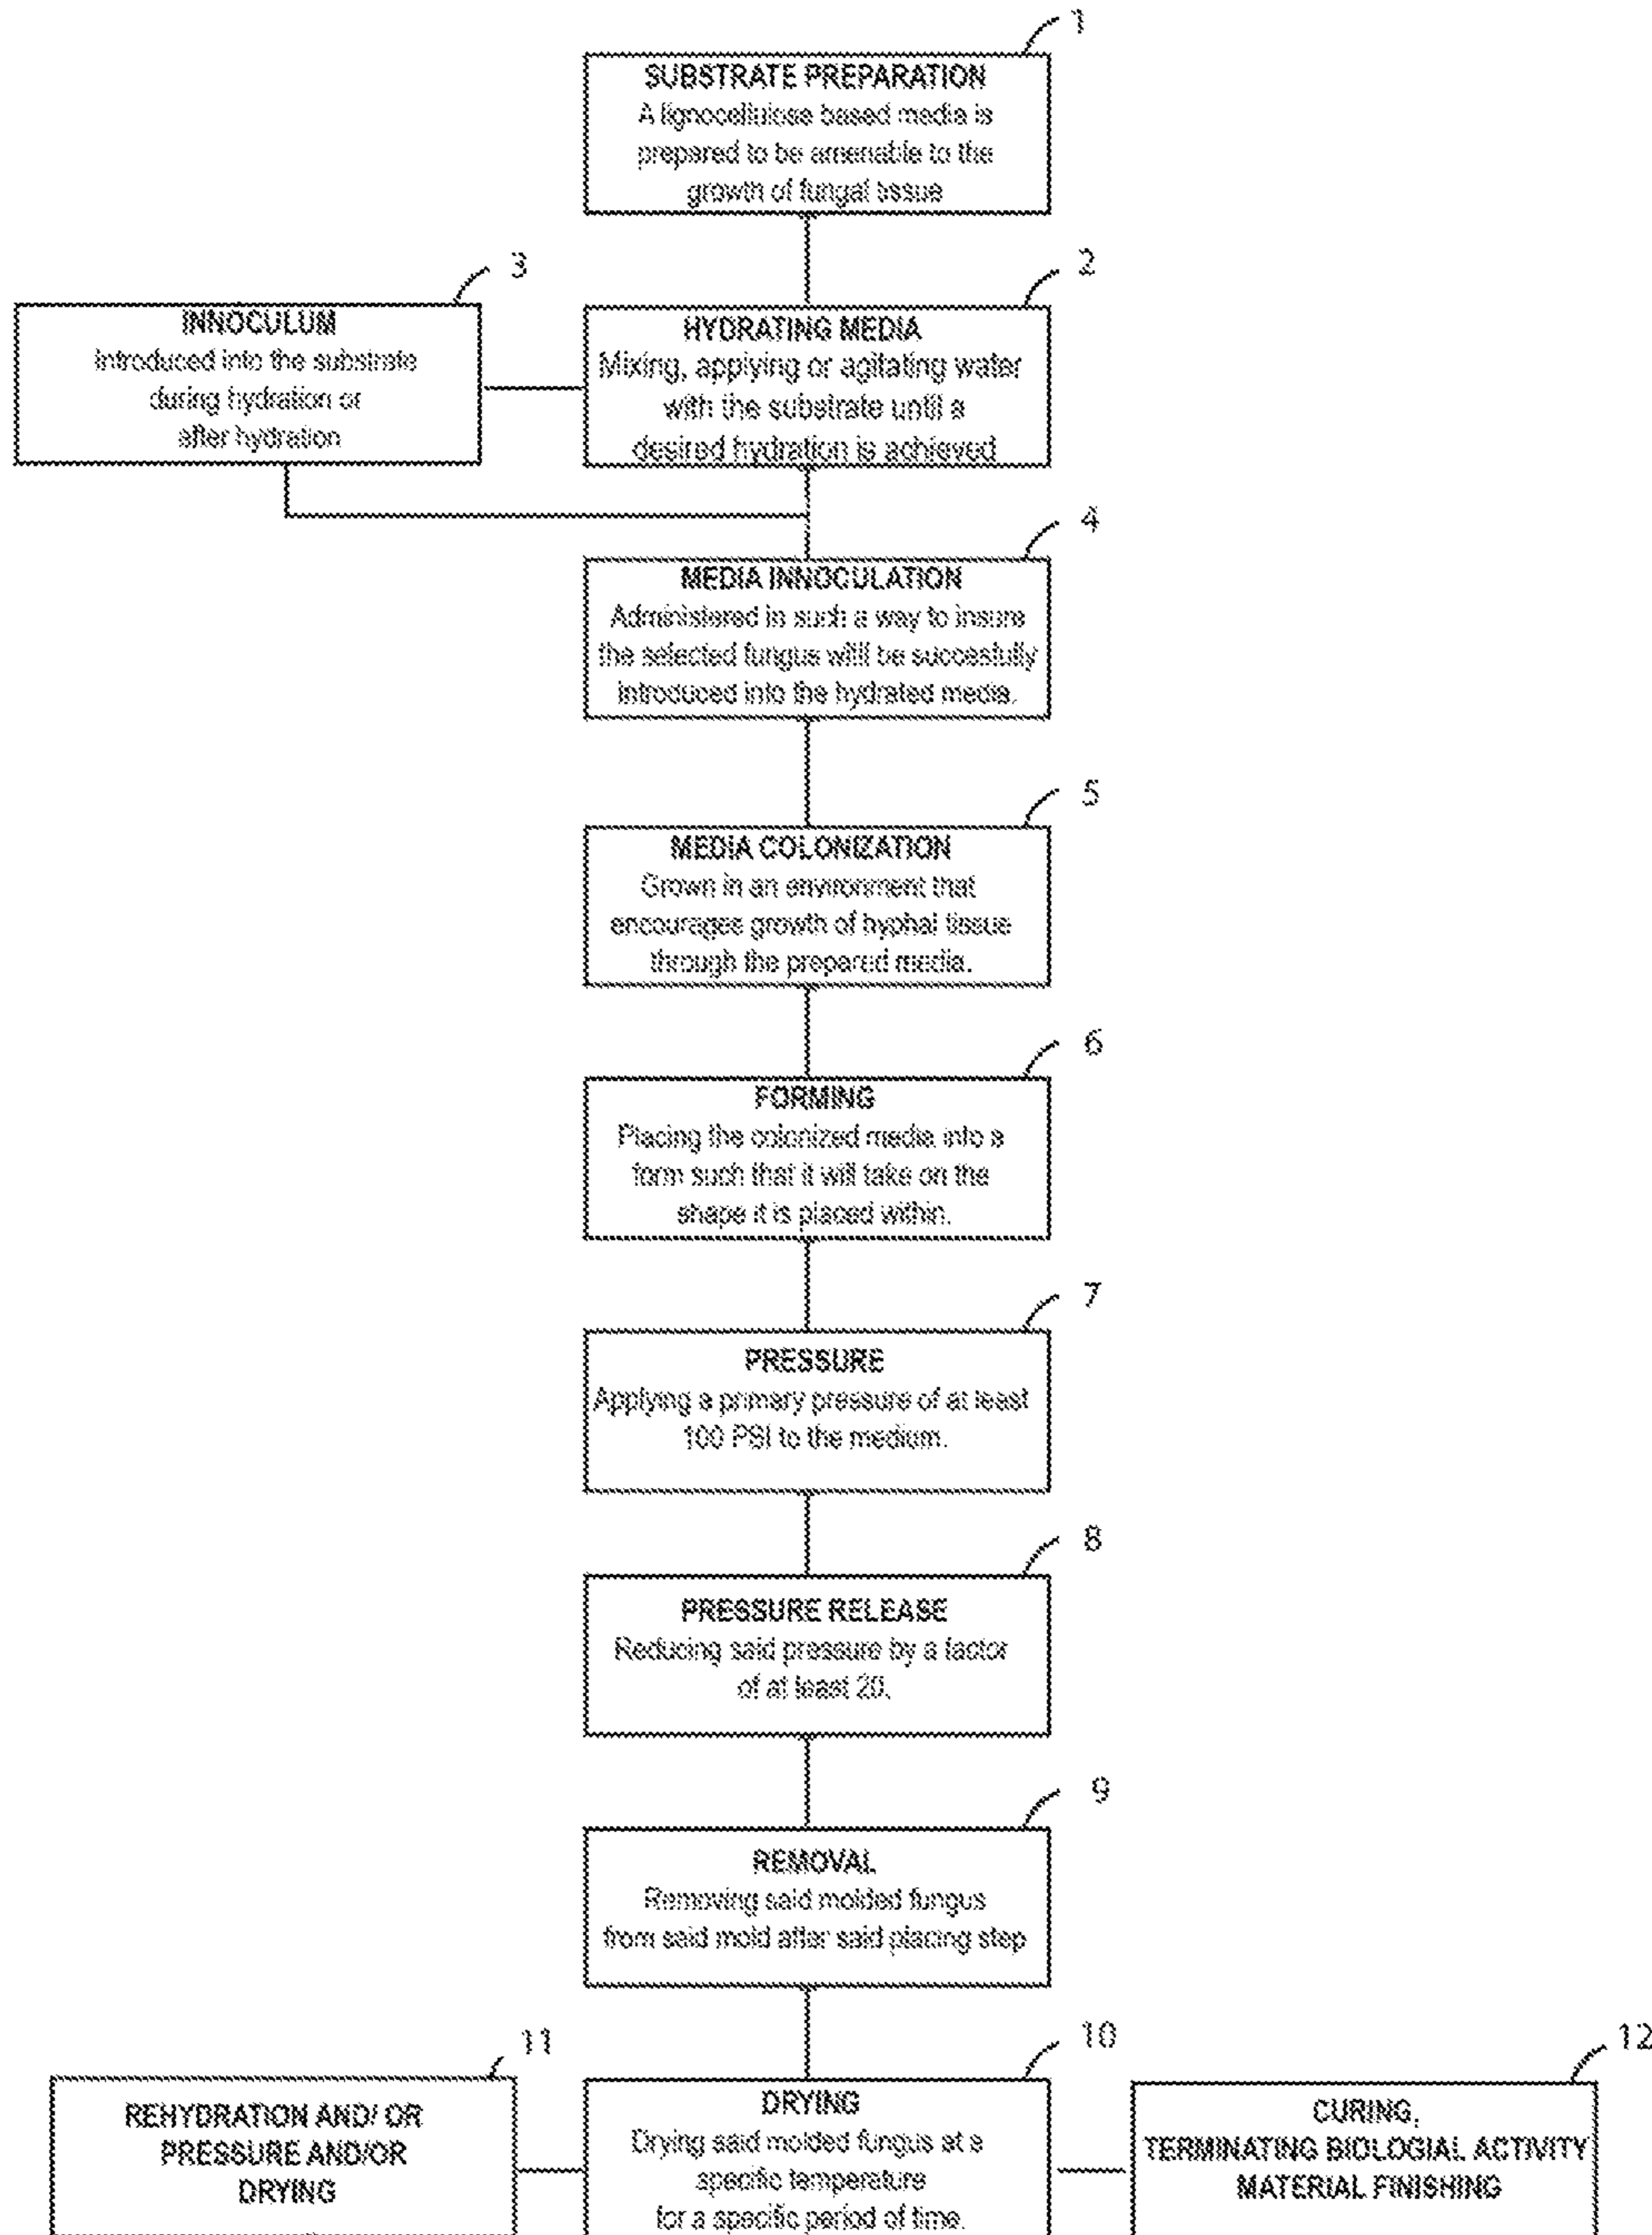 1
SUBSTRATE PREPARATION
A lignocellulose based media is
prepared to be amenable to the
growth of fungal tissue
3
INNOCULUM
Introduced into the substrate
during hydration or
after hydration
2
HYDRATING MEDIA
Mixing, applying or agitating water
with the substrate until a
desired hydration is achieved
4
MEDIA INNOCULATION
Administered in such a way to insure
the selected fungus will be succesfully
introduced into the hydrated media.
5
MEDIA COLONIZATION
Grown in an environment that
encourages growth of hyphal tissue
through the prepared media.
6
FORMING
Placing the colonized media into a
form such that it will take on the
shape it is placed within.
7
PRESSURE
Applying a primary pressure of at least
100 PSI to the medium.
8
PRESSURE RELEASE
Reducing said pressure by a factor
of at least 20.
9
REMOVAL
Removing said molded fungus
from said mold after said placing step
11
REHYDRATION AND/ OR
PRESSURE AND/OR
DRYING
10
DRYING
Drying said molded fungus at a
specific temperature
for a specific period of time.
12
CURING,
TERMINATING BIOLOGIAL ACTIVITY
MATERIAL FINISHING